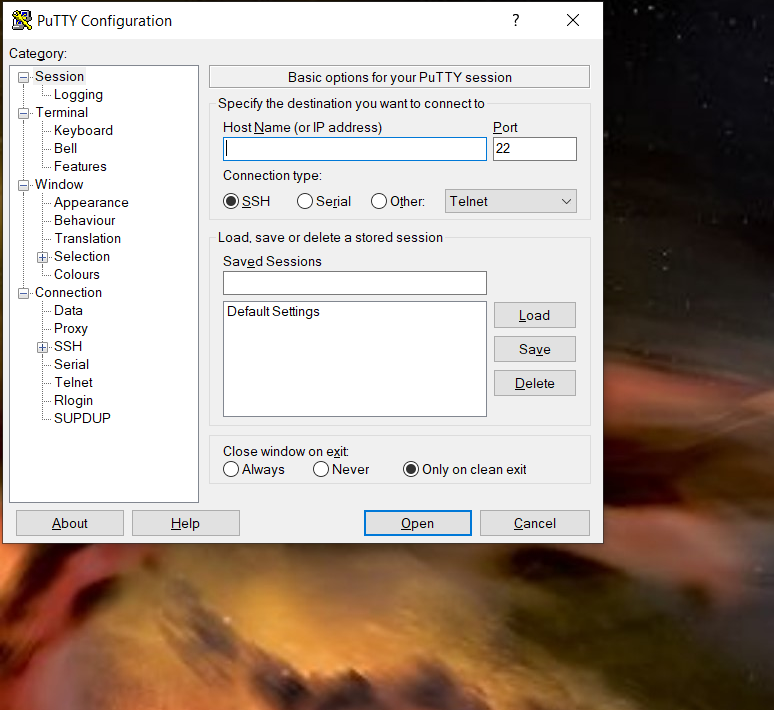 PuTTY Configuration
?
Category:
Session
Logging
Terminal
Keyboard
Bell
Features
Window
Appearance
Behaviour
Translation
Selection
Colours
Connection
Data
Proxy
SSH
Serial
Telnet
Rlogin
SUPDUP
Basic options for your PuTTY session
Specify the destination you want to connect to
Host Name (or IP address) Port
22
Connection type:
SSH Serial Other: Telnet
Load, save or delete a stored session
Saved Sessions
Default Settings
Load
Save
Delete
Close window on exit:
Always Never Only on clean exit
About Help Open Cancel